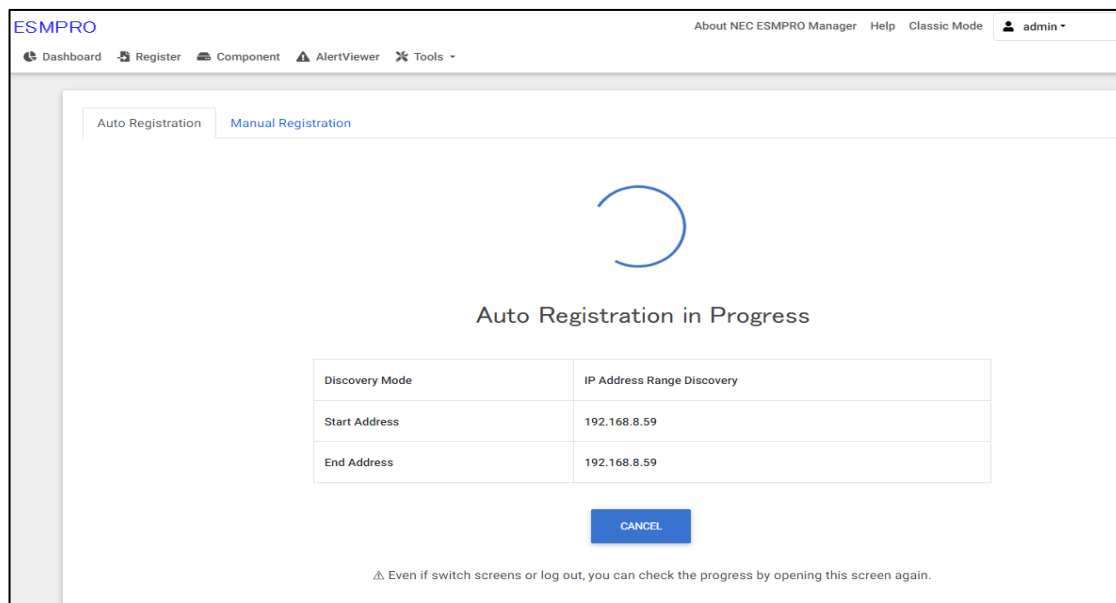 ESMPRO
About NEC ESMPRO Manager Help Classic Mode admin
Dashboard Register Component AlertViewer Tools
Auto Registration Manual Registration
Auto Registration in Progress
Discovery Mode IP Address Range Discovery
Start Address 192.168.8.59
End Address 192.168.8.59
CANCEL
⚠ Even if switch screens or log out, you can check the progress by opening this screen again.